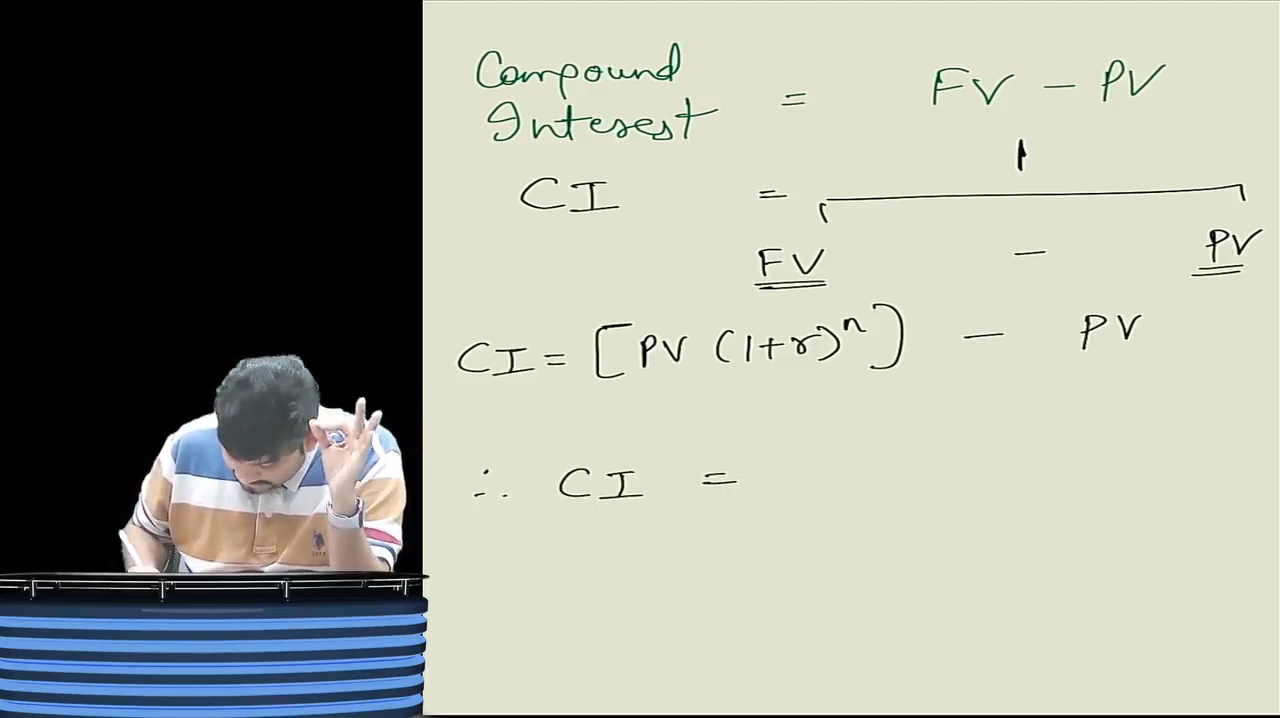 Compound
Interest = FV - PV
CI =
FV - PV
CI = [PV (1+r)ⁿ] - PV
∴ CI =